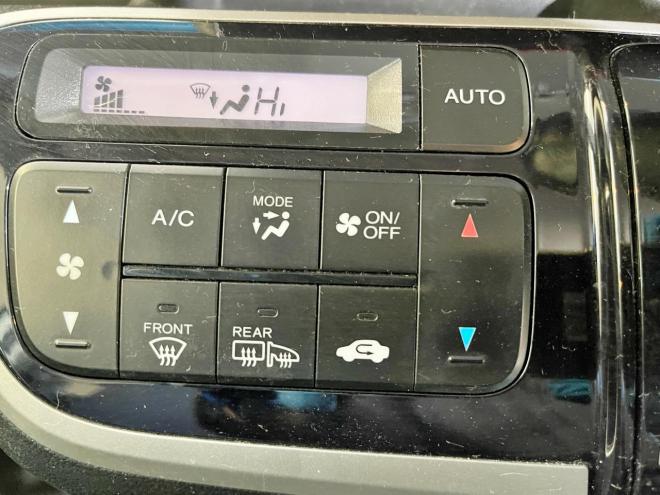 Hi
AUTO
A/C
MODE
ON/
OFF
FRONT
REAR